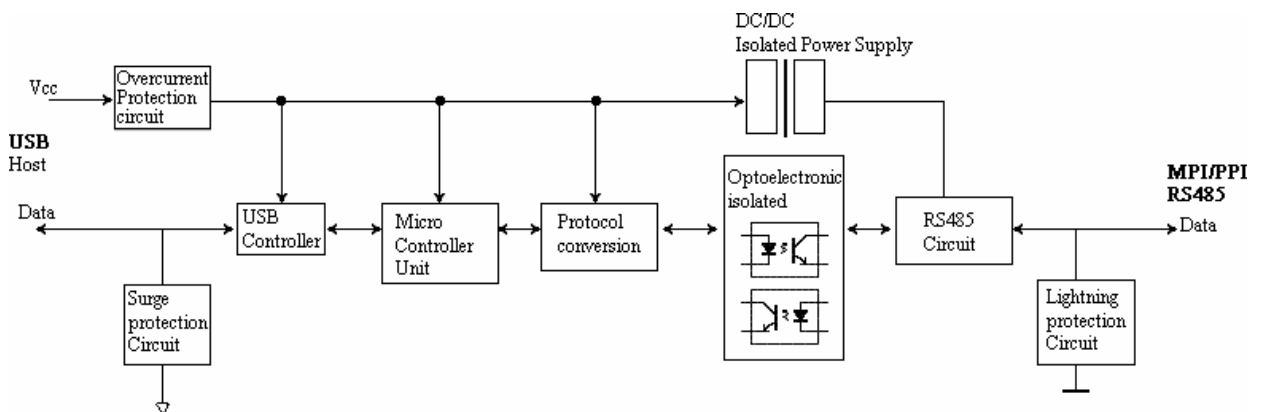 DC/DC
Isolated Power Supply
Vcc
Overcurrent
Protection
circuit
USB
Host
Data
USB
Controller
Micro
Controller
Unit
Protocol
conversion
Optoelectronic
isolated
RS485
Circuit
MPI/PPI
RS485
Data
Surge
protection
Circuit
Lightning
protection
Circuit